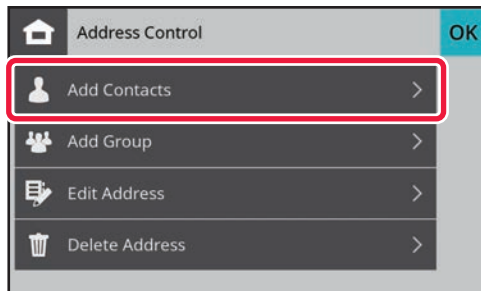 Address Control
OK
Add Contacts
Add Group
Edit Address
Delete Address